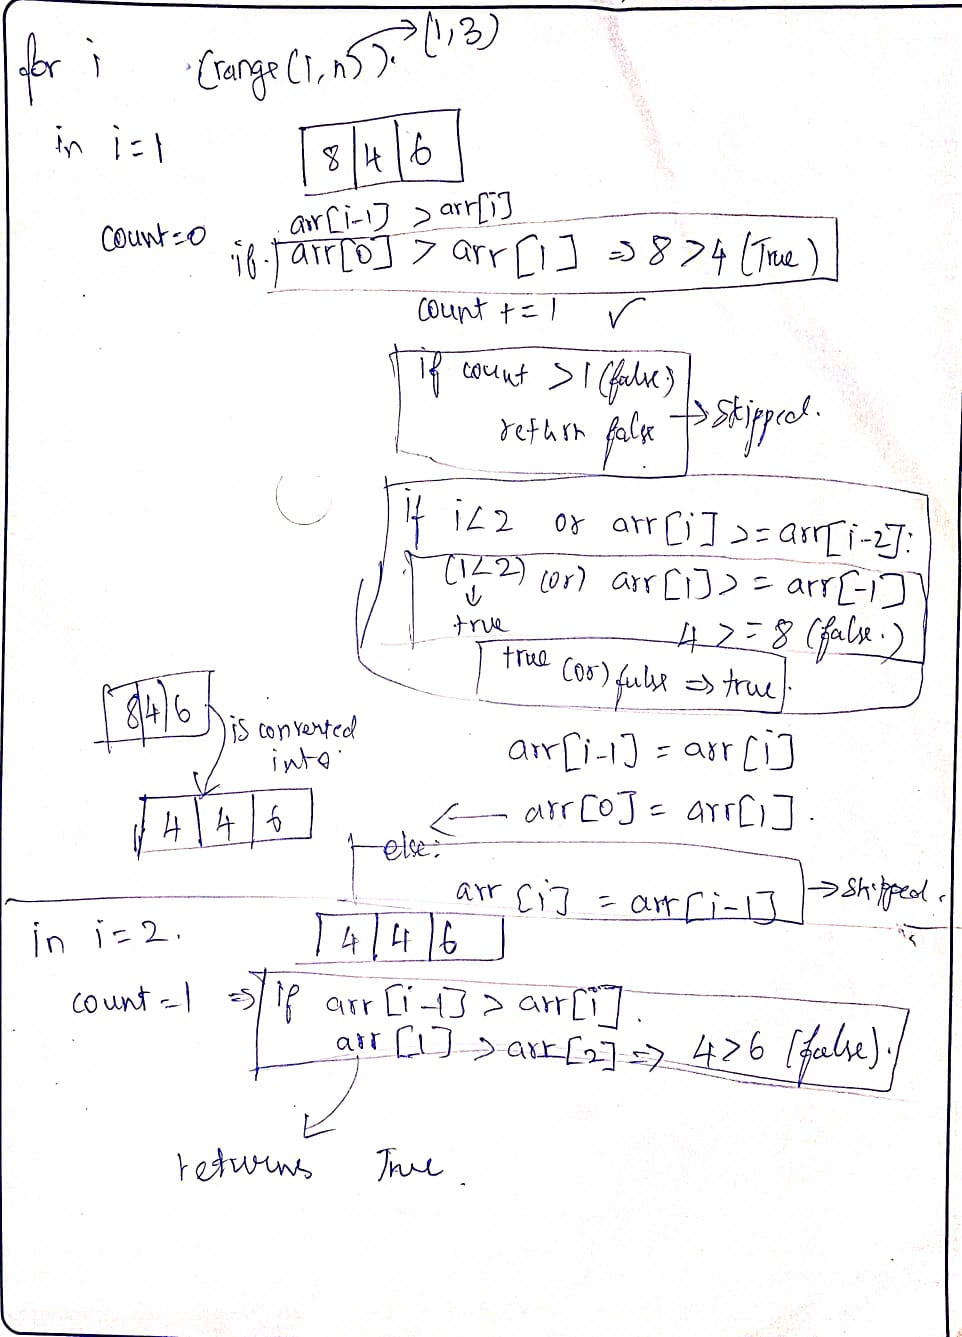 for i (range(1,n)). → (1,3)
in i=1
8 4 6
arr[i-1] > arr[i]
count=0
if arr[0] > arr[1] ⇒ 8>4 (True)
count += 1 ✓
if count >1 (false)
return false
→ skipped.
if i<2 or arr[i] >= arr[i-2]:
(1<2) (or) arr[1] >= arr[-1]
↓
true 4 >= 8 (false.)
true (or) false ⇒ true.
8 4 6
is converted
into
arr[i-1] = arr[i]
4 4 6
← arr[0] = arr[1].
else:
arr[i] = arr[i-1]
→ skipped.
in i=2.
4 4 6
count=1 ⇒ if arr[i-1] > arr[i].
arr[1] > arr[2] ⇒ 4>6 (false).
returns True.